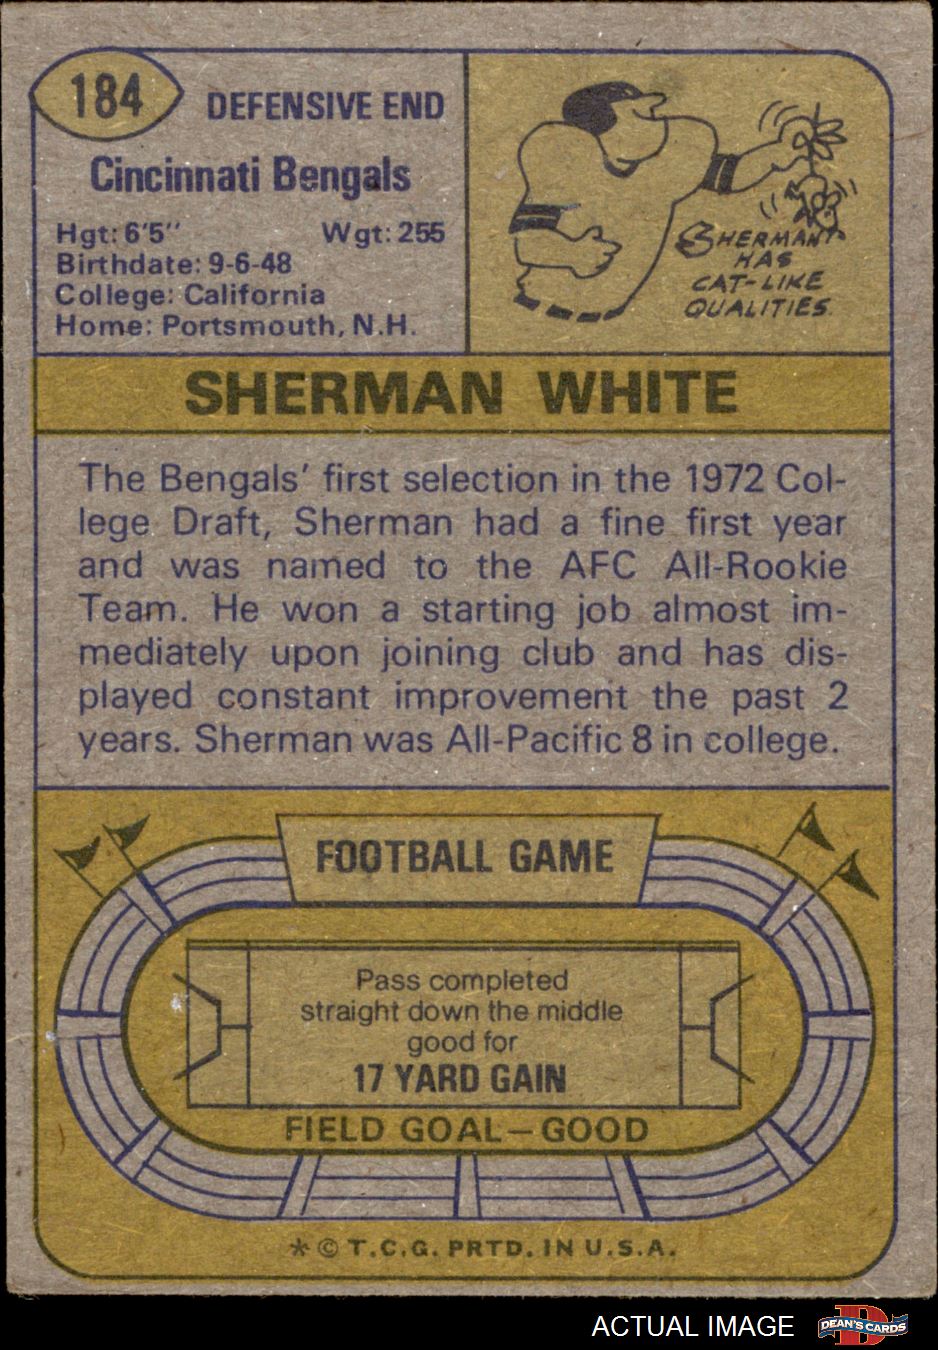 184
DEFENSIVE END
Cincinnati Bengals
Hgt: 6'5" Wgt: 255
Birthdate: 9-6-48
College: California
Home: Portsmouth, N.H.
SHERMAN
HAS
CAT-LIKE
QUALITIES.
SHERMAN WHITE
The Bengals' first selection in the 1972 Col-
lege Draft, Sherman had a fine first year
and was named to the AFC All-Rookie
Team. He won a starting job almost im-
mediately upon joining club and has dis-
played constant improvement the past 2
years. Sherman was All-Pacific 8 in college.
FOOTBALL GAME
Pass completed
straight down the middle
good for
17 YARD GAIN
FIELD GOAL—GOOD
* © T.C.G. PRTD. IN U.S.A.
ACTUAL IMAGE
DEAN'S CARDS